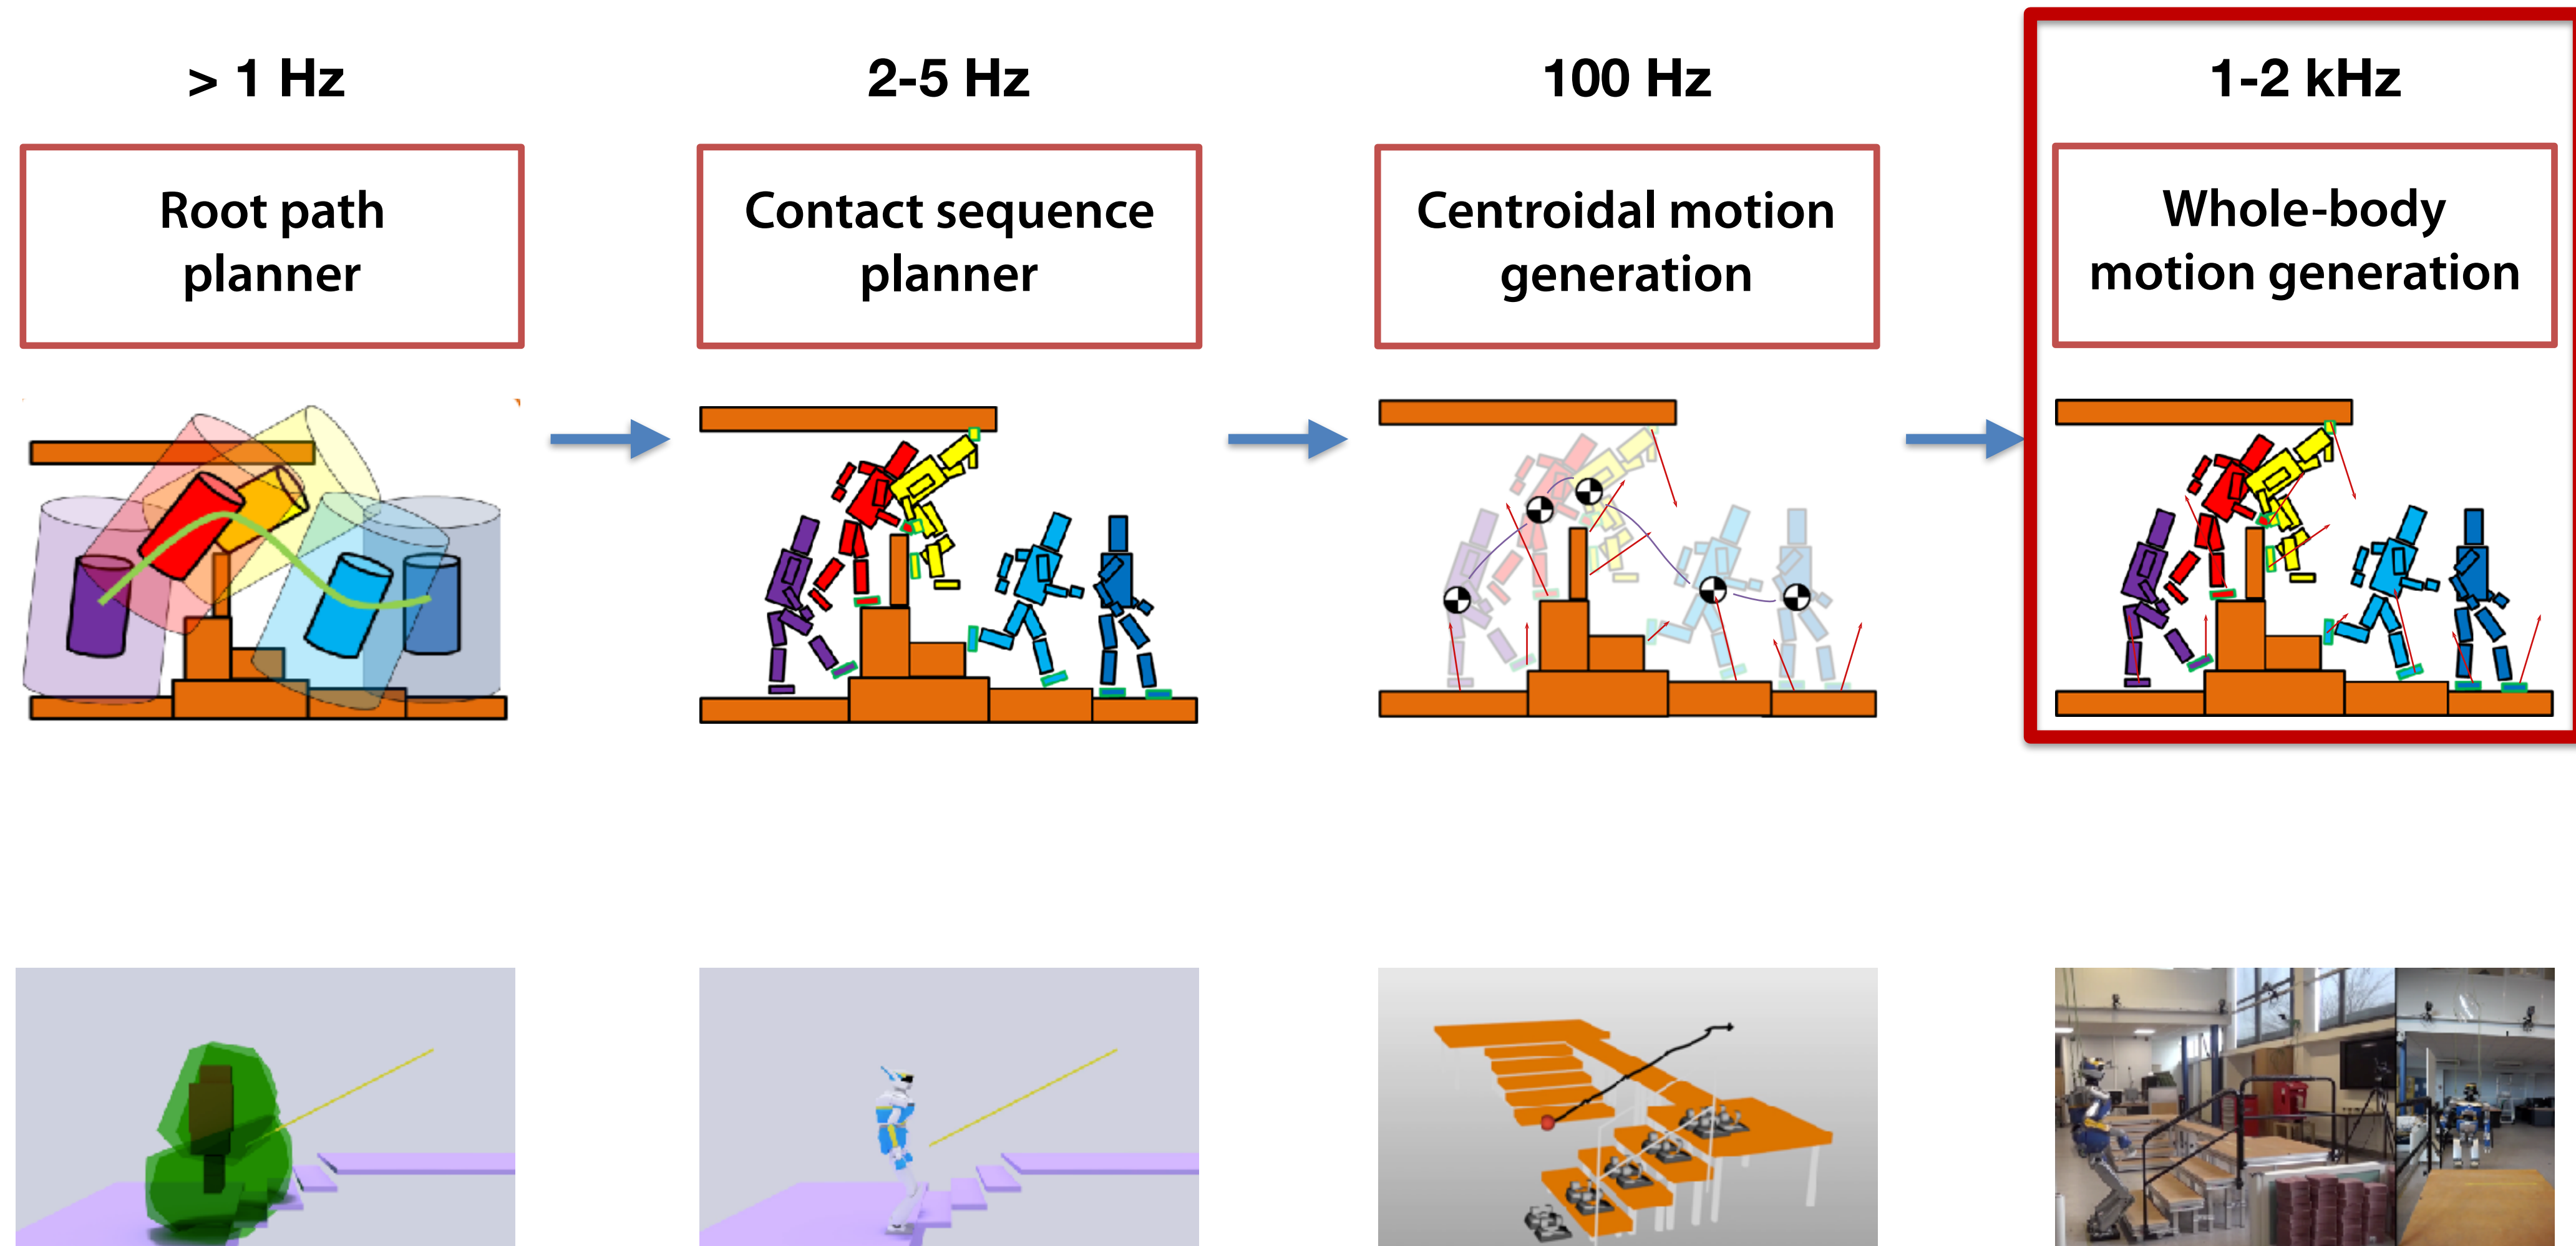 > 1 Hz
Root path
planner
2-5 Hz
Contact sequence
planner
100 Hz
Centroidal motion
generation
1-2 kHz
Whole-body
motion generation